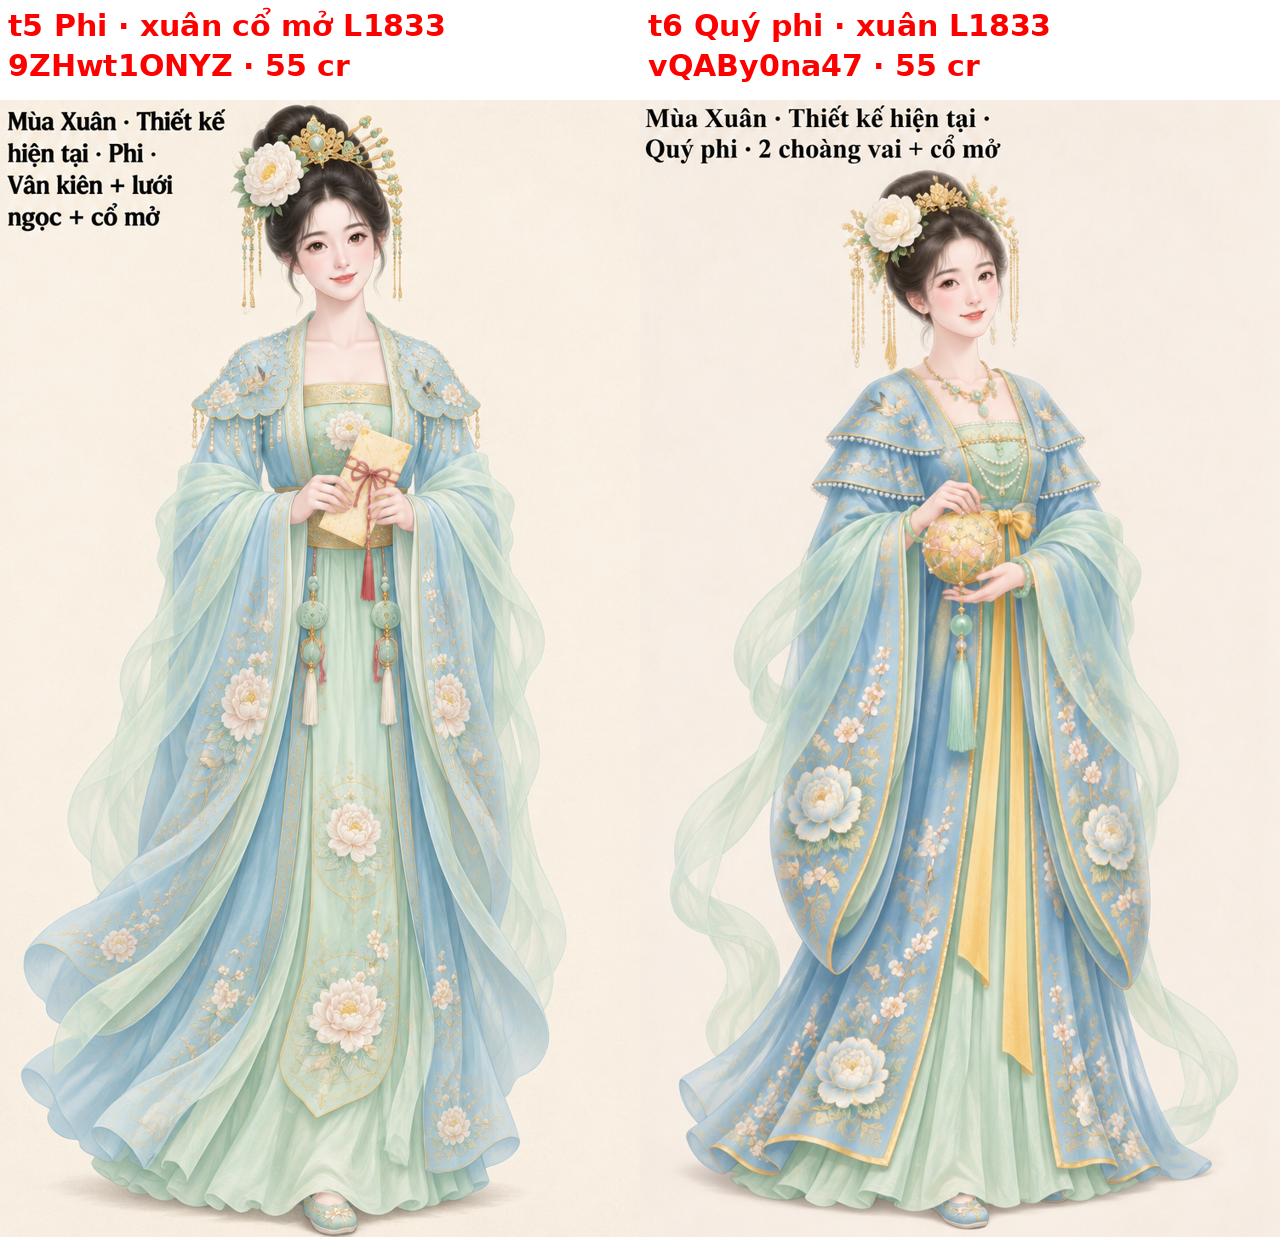 t5 Phi · xuân cổ mở L1833
9ZHwt1ONYZ · 55 cr
Mùa Xuân · Thiết kế
hiện tại · Phi ·
Vân kiên + lưới
ngọc + cổ mở
t6 Quý phi · xuân L1833
vQABy0na47 · 55 cr
Mùa Xuân · Thiết kế hiện tại ·
Quý phi · 2 choàng vai + cổ mở